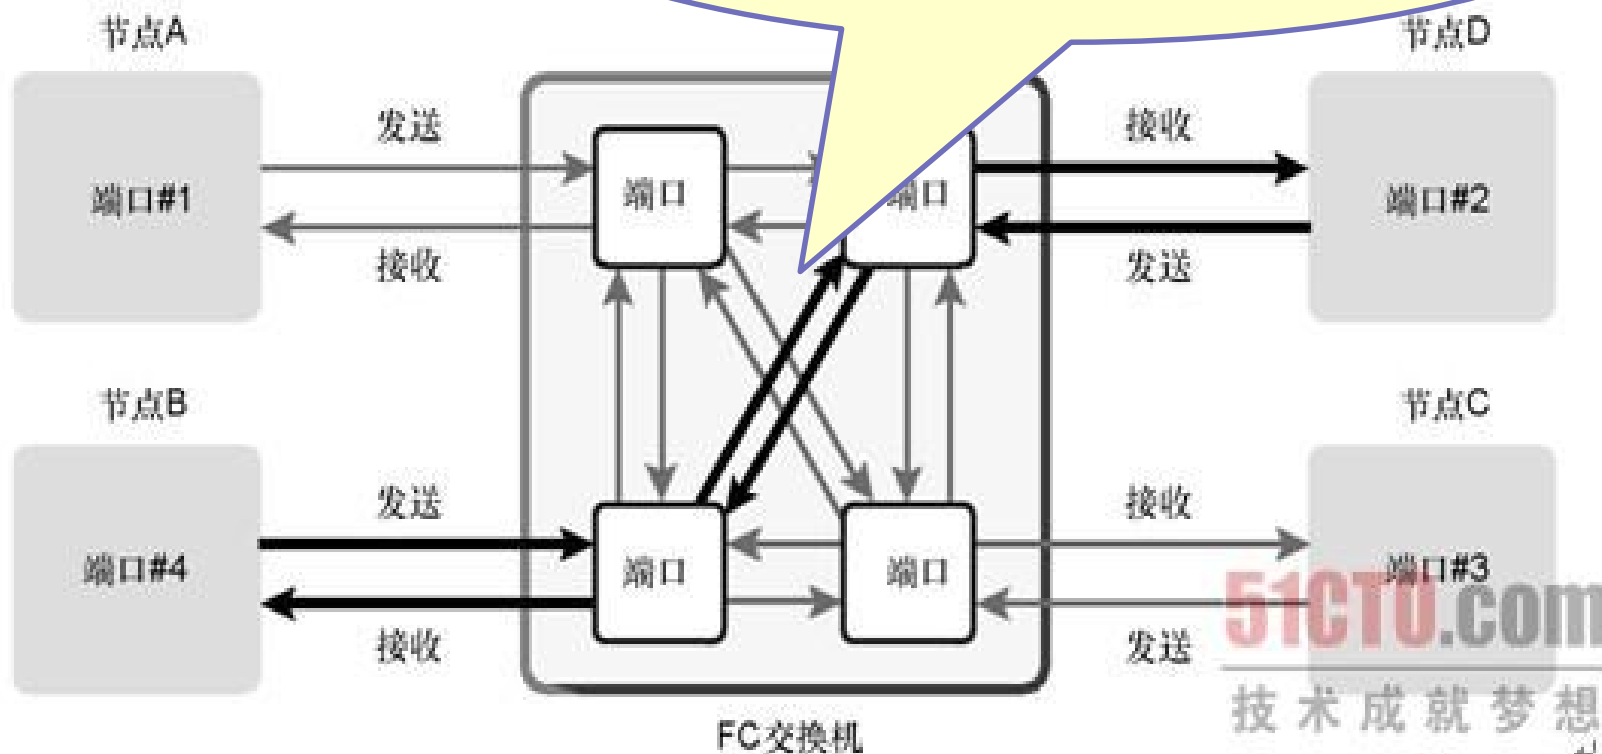 节点A
节点D
发送
接收
端口#1
端口
端口
端口#2
接收
发送
节点B
节点C
发送
接收
端口#4
端口
端口
端口#3
接收
发送
51CTO.com
技术成就梦想
FC交换机